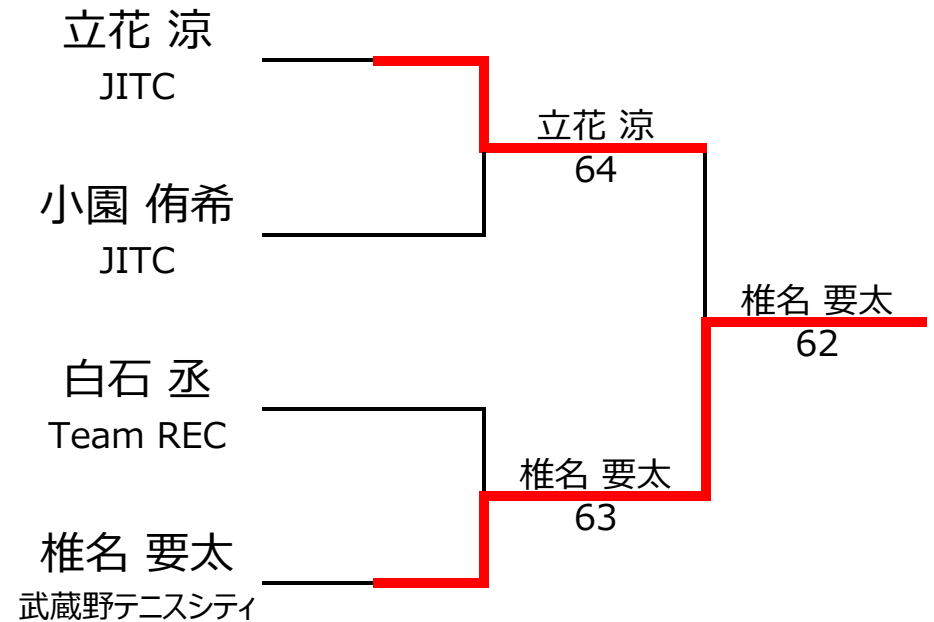 立花 涼
JITC
小園 侑希
JITC
白石 丞
Team REC
椎名 要太
武蔵野テニスシティ
立花 涼
64
椎名 要太
63
椎名 要太
62